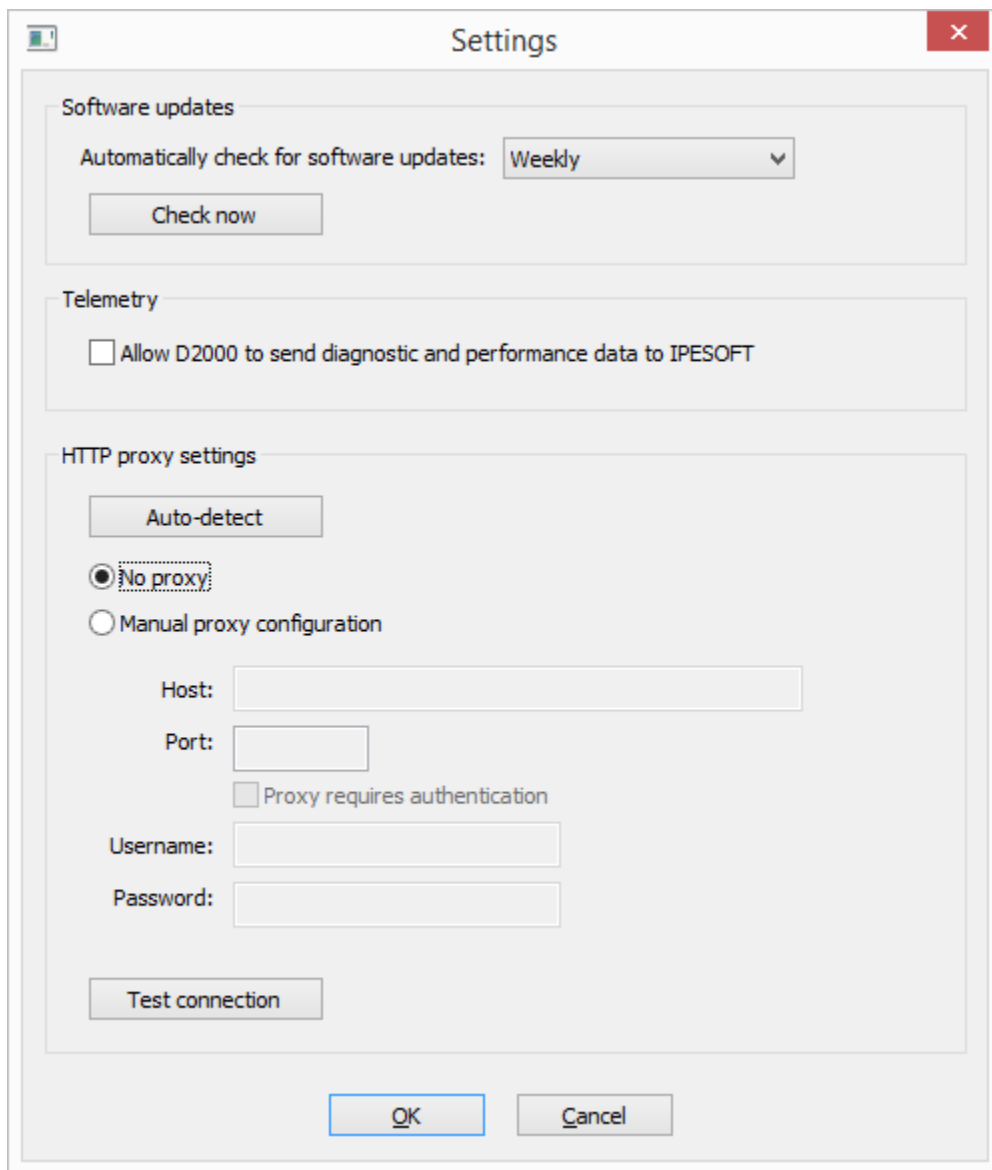 Settings
Software updates
Automatically check for software updates: Weekly
Check now
Telemetry
Allow D2000 to send diagnostic and performance data to IPESOFT
HTTP proxy settings
Auto-detect
No proxy
Manual proxy configuration
Host:
Port:
Proxy requires authentication
Username:
Password:
Test connection
OK Cancel